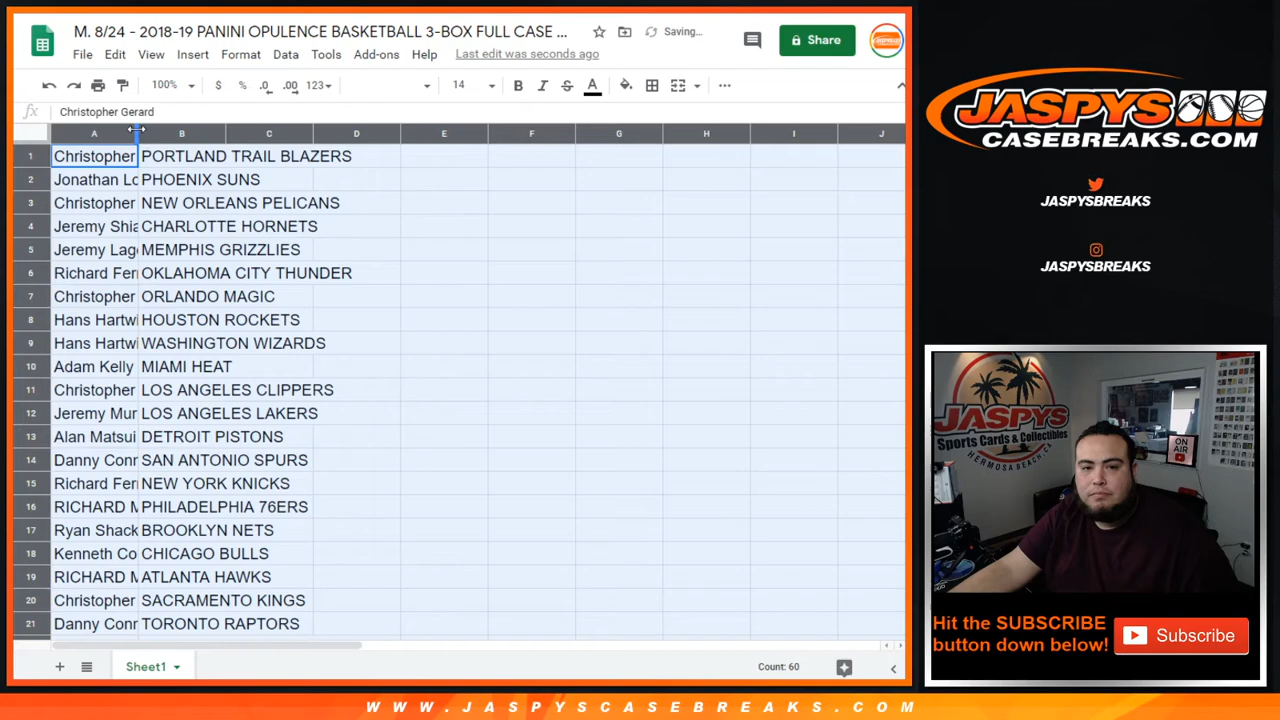 M. 8/24 - 2018-19 PANINI OPULENCE BASKETBALL 3-BOX FULL CASE ...
Saving...
File Edit View Insert Format Data Tools Add-ons Help Last edit was seconds ago
Share
100% $ % .0 .00 123 14 B I S A
fx Christopher Gerard
A B C D E F G H I J
1 Christopher PORTLAND TRAIL BLAZERS
2 Jonathan Lo PHOENIX SUNS
3 Christopher NEW ORLEANS PELICANS
4 Jeremy Shia CHARLOTTE HORNETS
5 Jeremy Lag MEMPHIS GRIZZLIES
6 Richard Fer OKLAHOMA CITY THUNDER
7 Christopher ORLANDO MAGIC
8 Hans Hartwi HOUSTON ROCKETS
9 Hans Hartwi WASHINGTON WIZARDS
10 Adam Kelly MIAMI HEAT
11 Christopher LOS ANGELES CLIPPERS
12 Jeremy Mur LOS ANGELES LAKERS
13 Alan Matsui DETROIT PISTONS
14 Danny Conr SAN ANTONIO SPURS
15 Richard Fer NEW YORK KNICKS
16 RICHARD M PHILADELPHIA 76ERS
17 Ryan Shack BROOKLYN NETS
18 Kenneth Co CHICAGO BULLS
19 RICHARD M ATLANTA HAWKS
20 Christopher SACRAMENTO KINGS
21 Danny Conr TORONTO RAPTORS
Sheet1
Count: 60
JASPYS
CASEBREAKS.COM
JASPYSBREAKS
JASPYSBREAKS
JASPYS
Sports Cards & Collectibles
HERMOSA BEACH, CA
ON AIR
Hit the SUBSCRIBE
button down below!
Subscribe
WWW.JASPYSCASEBREAKS.COM